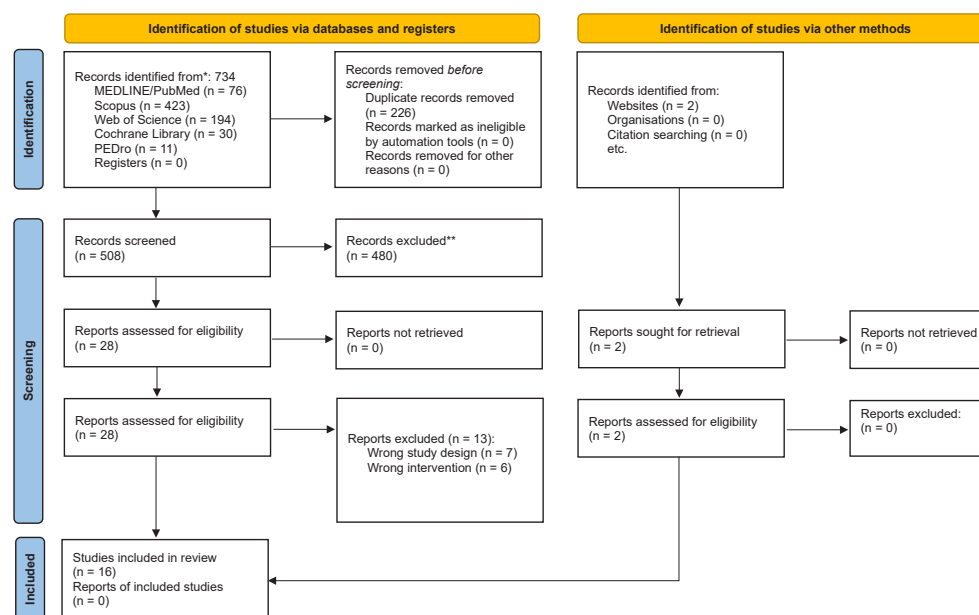 Identification of studies via databases and registers
Identification of studies via other methods
Identification
Records identified from*: 734
MEDLINE/PubMed (n = 76)
Scopus = 423)
Web of Science (n = 194)
Cochrane Library (n = 30)
PEDro (n = 11)
Registers (n = 0)
Records removed before
screening:
Duplicate records removed
(n = 226)
Records marked as ineligible
by automation tools (n = 0)
Records removed for other
reasons (n = 0)
Records identified from:
Websites (n = 2)
Organisations (n = 0)
Citation searching (n = 0)
etc.
Screening
Records screened
(n = 508)
Records excluded**
(n = 480)
Reports assessed for eligibility
(n = 28)
Reports not retrieved
(n = 0)
Reports sought for retrieval
(n = 2)
Reports not retrieved
(n = 0)
Reports assessed for eligibility
(n = 28)
Reports excluded (n = 13):
Wrong study design (n = 7)
Wrong intervention (n = 6)
Reports assessed for eligibility
(n = 2)
Reports excluded:
(n = 0)
Included
Studies included in review
(n = 16)
Reports of included studies
(n = 0)